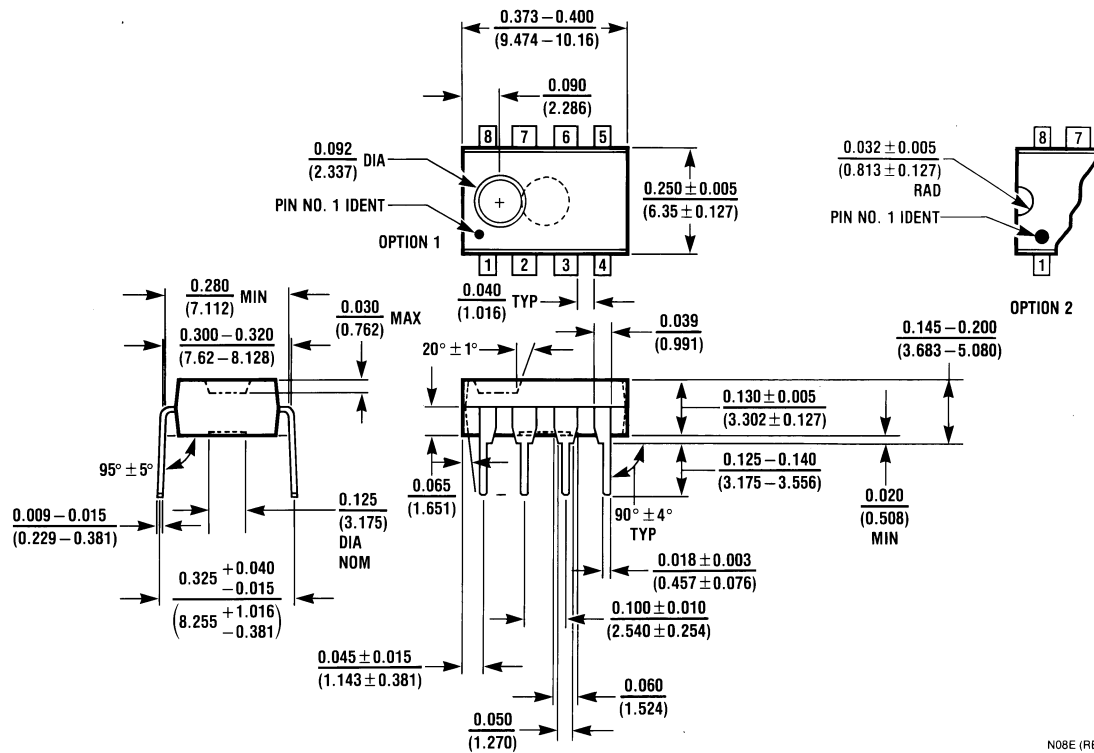 0.373 – 0.400
(9.474 – 10.16)
0.090
(2.286)
8 7 6 5
0.092 DIA
(2.337)
PIN NO. 1 IDENT
OPTION 1
0.250 ± 0.005
(6.35 ± 0.127)
1 2 3 4
8 7
0.032 ± 0.005
(0.813 ± 0.127)
RAD
PIN NO. 1 IDENT
1
OPTION 2
0.280 MIN
(7.112)
0.300 – 0.320
(7.62 – 8.128)
0.030 MAX
(0.762)
0.040 TYP
(1.016)
20° ± 1°
0.039
(0.991)
0.145 – 0.200
(3.683 – 5.080)
0.130 ± 0.005
(3.302 ± 0.127)
95° ± 5°
0.065
(1.651)
0.125 – 0.140
(3.175 – 3.556)
90° ± 4°
TYP
0.020
(0.508)
MIN
0.009 – 0.015
(0.229 – 0.381)
0.125
(3.175)
DIA
NOM
0.325 +0.040
–0.015
(8.255 +1.016
–0.381)
0.018 ± 0.003
(0.457 ± 0.076)
0.100 ± 0.010
(2.540 ± 0.254)
0.045 ± 0.015
(1.143 ± 0.381)
0.060
(1.524)
0.050
(1.270)
N08E